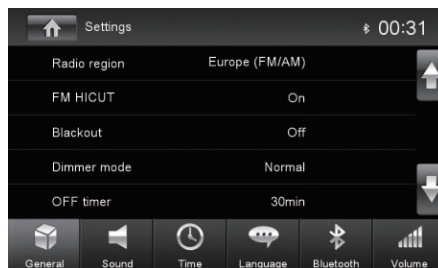 Settings 00:31
Radio region Europe (FM/AM)
FM HICUT On
Blackout Off
Dimmer mode Normal
OFF timer 30min
General Sound Time Language Bluetooth Volume